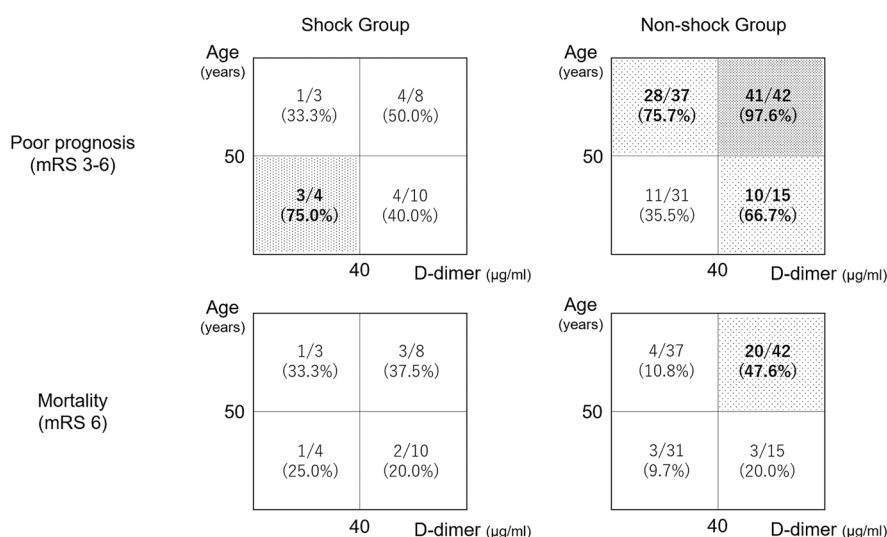 Shock Group
Non-shock Group
Age
(years)
Age
(years)
1/3
(33.3%)
4/8
(50.0%)
28/37
(75.7%)
41/42
(97.6%)
Poor prognosis
(mRS 3-6)
50
50
3/4
(75.0%)
4/10
(40.0%)
11/31
(35.5%)
10/15
(66.7%)
40
D-dimer (μg/ml)
40
D-dimer (μg/ml)
Age
(years)
Age
(years)
1/3
(33.3%)
3/8
(37.5%)
4/37
(10.8%)
20/42
(47.6%)
Mortality
(mRS 6)
50
50
1/4
(25.0%)
2/10
(20.0%)
3/31
(9.7%)
3/15
(20.0%)
40
D-dimer (μg/ml)
40
D-dimer (μg/ml)